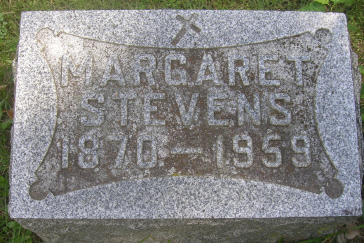 MARGARET
STEVENS
1870 — 1959